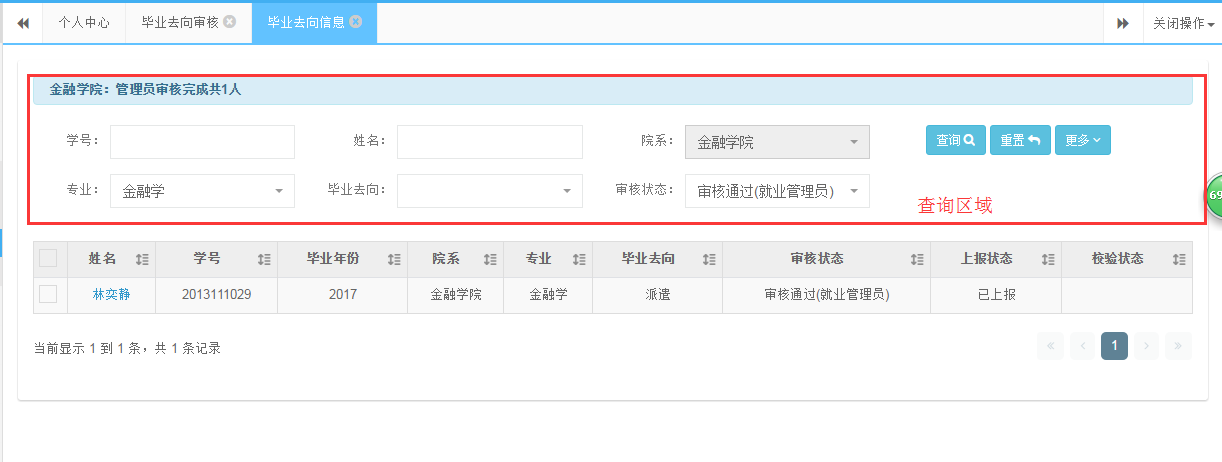 个人中心 毕业去向审核 毕业去向信息 关闭操作
金融学院：管理员审核完成共1人
学号： 姓名： 院系： 金融学院 查询 重置 更多
专业： 金融学 毕业去向： 审核状态： 审核通过(就业管理员)
查询区域
69
姓名 学号 毕业年份 院系 专业 毕业去向 审核状态 上报状态 校验状态
林奕静 2013111029 2017 金融学院 金融学 派遣 审核通过(就业管理员) 已上报
当前显示 1 到 1 条，共 1 条记录 « ‹ 1 › »